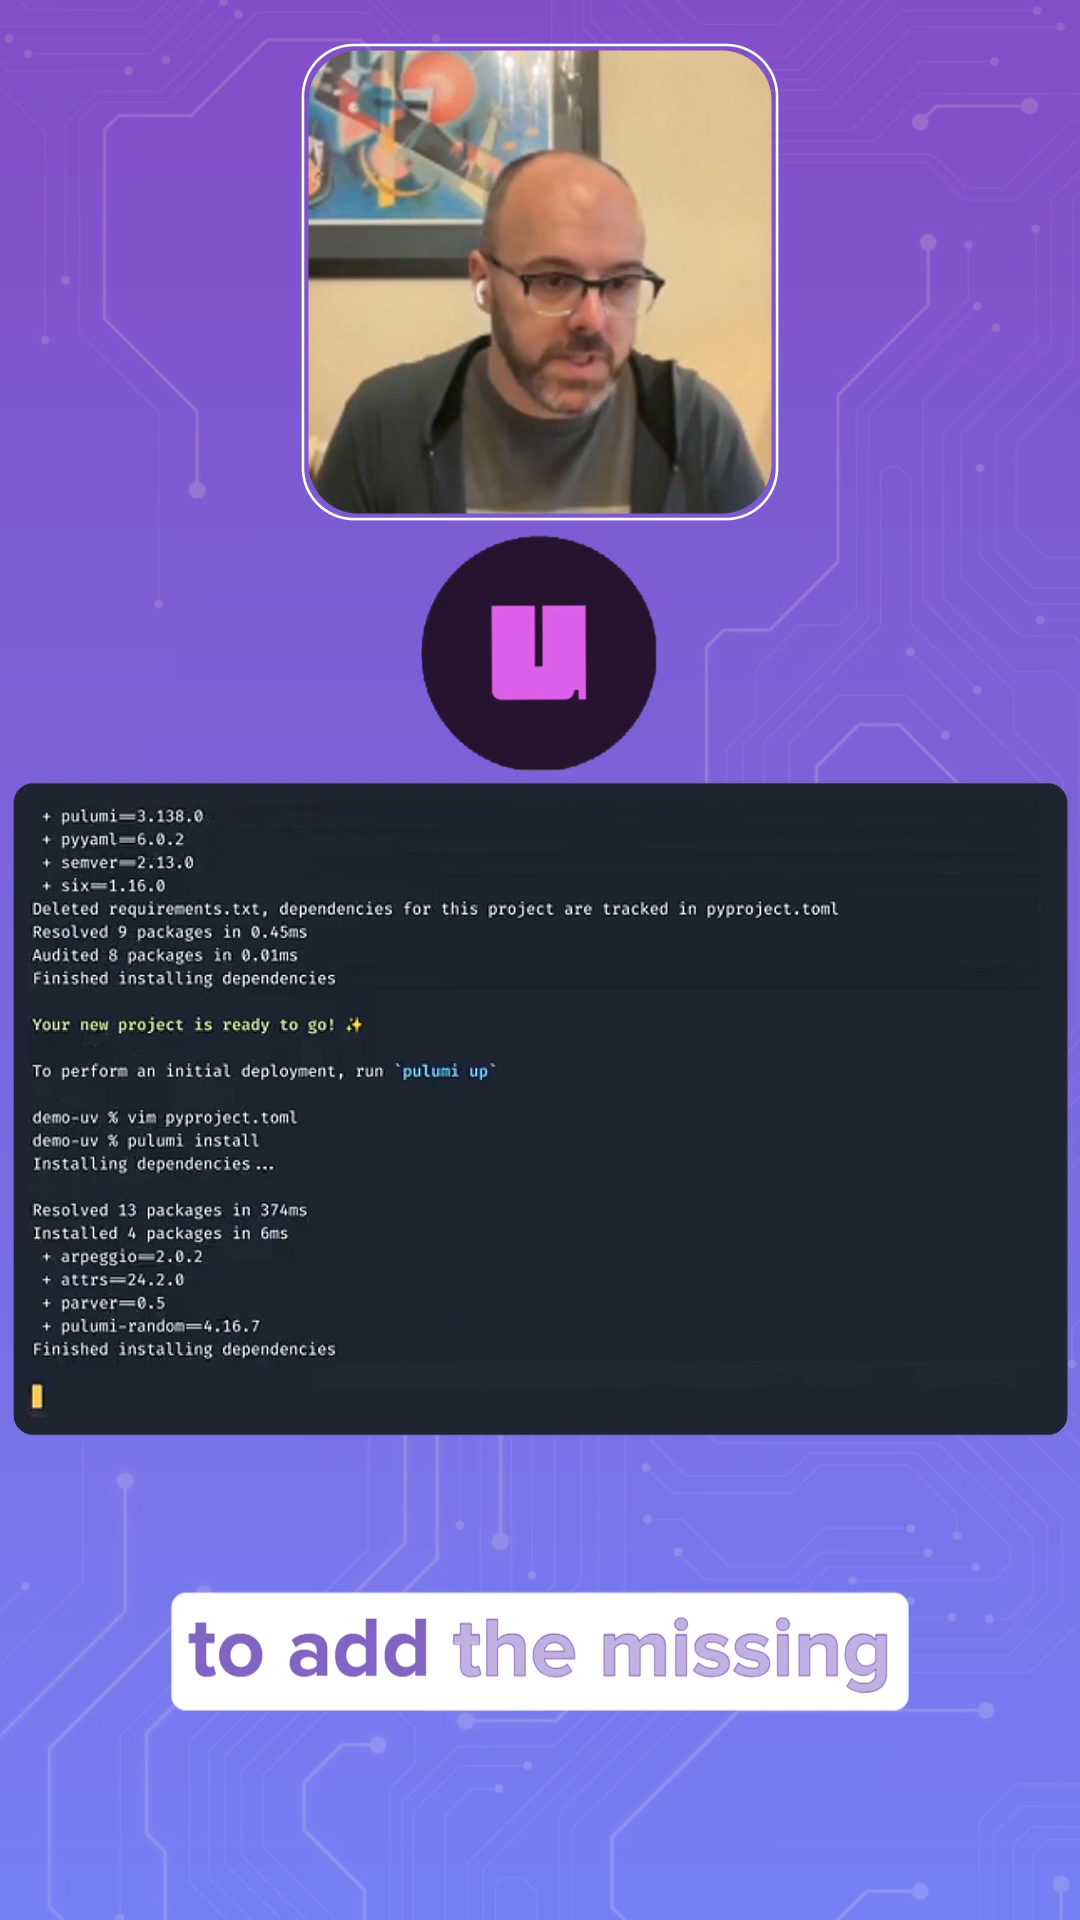 + pulumi==3.138.0
+ pyyaml==6.0.2
+ semver==2.13.0
+ six==1.16.0
Deleted requirements.txt, dependencies for this project are tracked in pyproject.toml
Resolved 9 packages in 0.45ms
Audited 8 packages in 0.01ms
Finished installing dependencies
Your new project is ready to go! ✨
To perform an initial deployment, run `pulumi up`
demo-uv % vim pyproject.toml
demo-uv % pulumi install
Installing dependencies...
Resolved 13 packages in 374ms
Installed 4 packages in 6ms
+ arpeggio==2.0.2
+ attrs==24.2.0
+ parver==0.5
+ pulumi-random==4.16.7
Finished installing dependencies
to add the missing